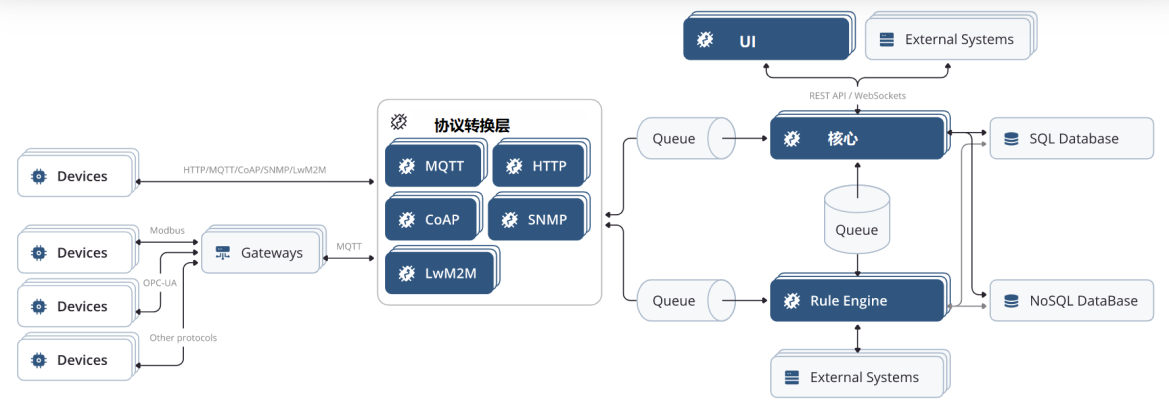 UI
External Systems
REST API / WebSockets
协议转换层
MQTT
HTTP
CoAP
SNMP
LwM2M
Queue
核心
SQL Database
Devices
HTTP/MQTT/CoAP/SNMP/LwM2M
Devices
Modbus
Gateways
MQTT
OPC-UA
Devices
Other protocols
Devices
Queue
Queue
Rule Engine
NoSQL DataBase
External Systems